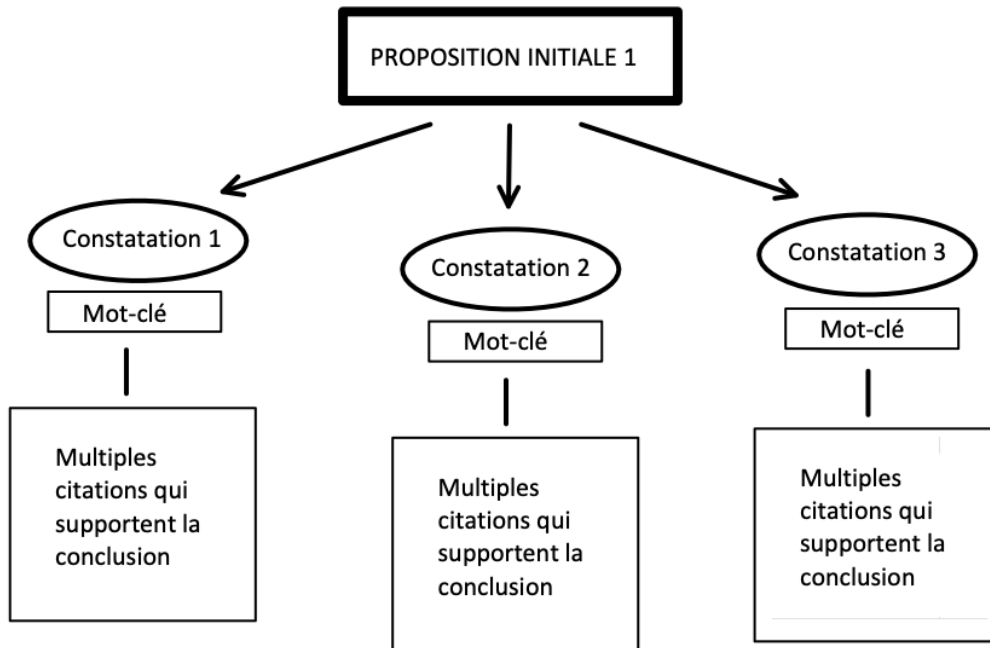 PROPOSITION INITIALE 1
Constatation 1
Mot-clé
Multiples
citations qui
supportent la
conclusion
Constatation 2
Mot-clé
Multiples
citations qui
supportent la
conclusion
Constatation 3
Mot-clé
Multiples
citations qui
supportent la
conclusion